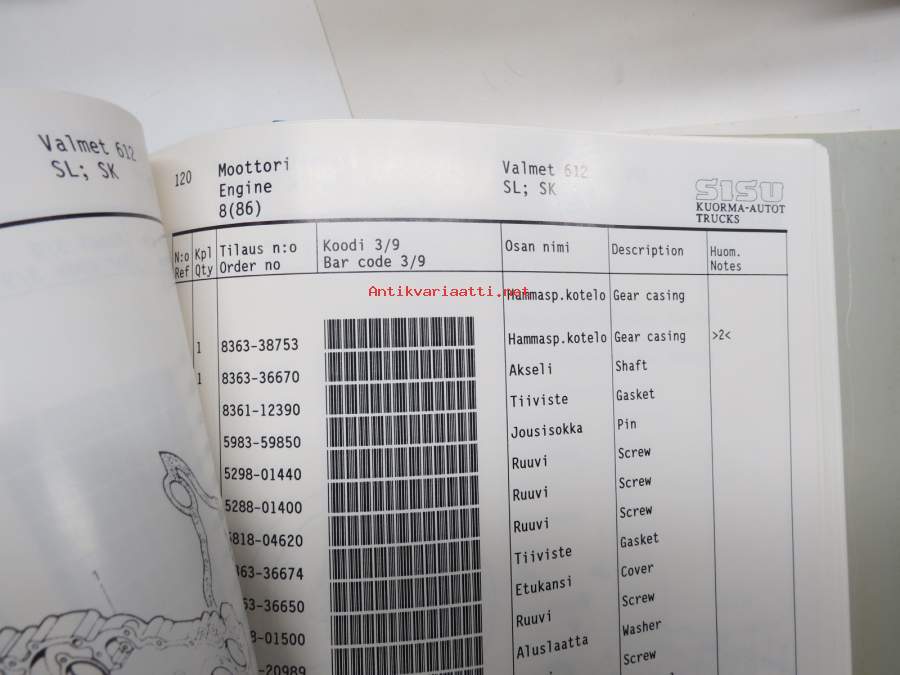 Valmet 612
SL; SK
120
Moottori
Engine
8(86)
Valmet 612
SL; SK
SISU
KUORMA-AUTOT
TRUCKS
N:o Kpl Tilaus n:o Koodi 3/9 Osan nimi Description Huom.
Ref Qty Order no Bar code 3/9 Notes
Antikvariaatti.net
Hammasp.kotelo Gear casing
1 8363-38753 Hammasp.kotelo Gear casing >2<
1 8363-36670 Akseli Shaft
8361-12390 Tiiviste Gasket
5983-59850 Jousisokka Pin
5298-01440 Ruuvi Screw
5288-01400 Ruuvi Screw
818-04620 Ruuvi Screw
363-36674 Tiiviste Gasket
63-36650 Etukansi Cover
8-01500 Ruuvi Screw
-20989 Aluslaatta Washer
Screw